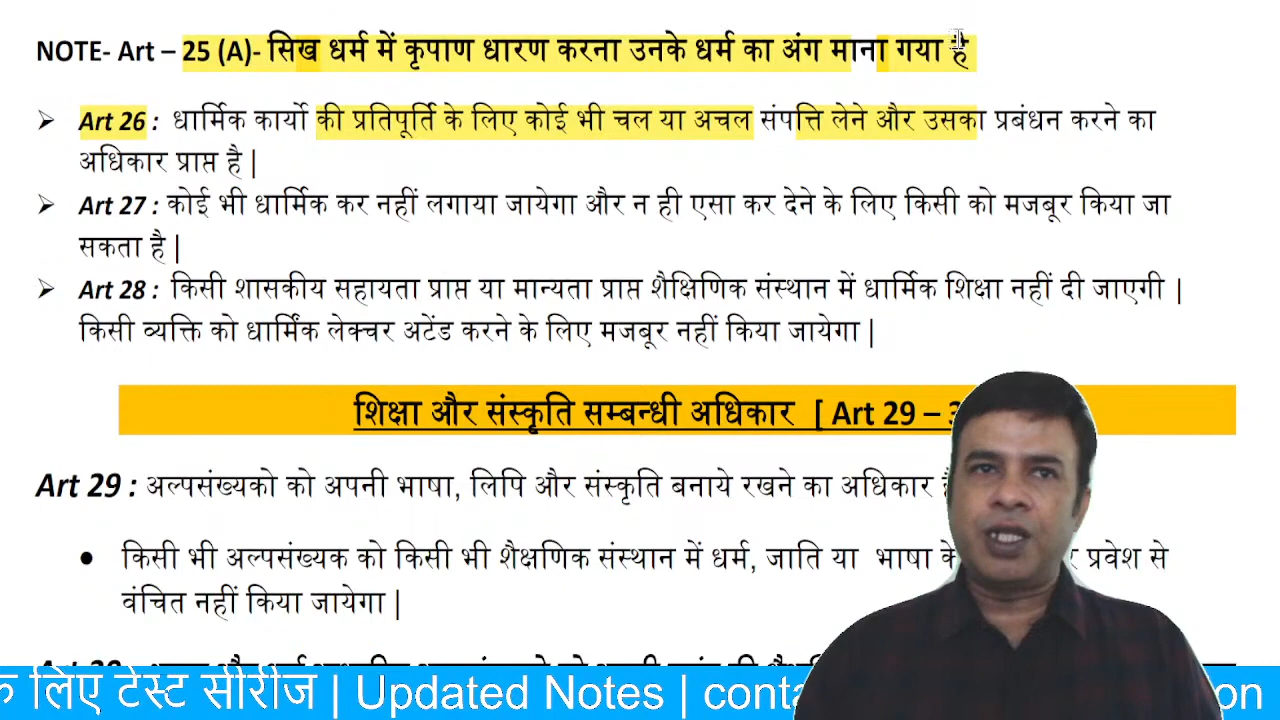 NOTE- Art – 25 (A)- सिख धर्म में कृपाण धारण करना उनके धर्म का अंग माना गया है
Art 26 : धार्मिक कार्यो की प्रतिपूर्ति के लिए कोई भी चल या अचल संपत्ति लेने और उसका प्रबंधन करने का
अधिकार प्राप्त है |
Art 27 : कोई भी धार्मिक कर नहीं लगाया जायेगा और न ही एसा कर देने के लिए किसी को मजबूर किया जा
सकता है |
Art 28 : किसी शासकीय सहायता प्राप्त या मान्यता प्राप्त शैक्षिणिक संस्थान में धार्मिक शिक्षा नहीं दी जाएगी |
किसी व्यक्ति को धार्मिंक लेक्चर अटेंड करने के लिए मजबूर नहीं किया जायेगा |
शिक्षा और संस्कृति सम्बन्धी अधिकार [ Art 29 –
Art 29 : अल्पसंख्यको को अपनी भाषा, लिपि और संस्कृति बनाये रखने का अधिकार
• किसी भी अल्पसंख्यक को किसी भी शैक्षणिक संस्थान में धर्म, जाति या भाषा के प्रवेश से
वंचित नहीं किया जायेगा |
के लिए टेस्ट सीरीज | Updated Notes |